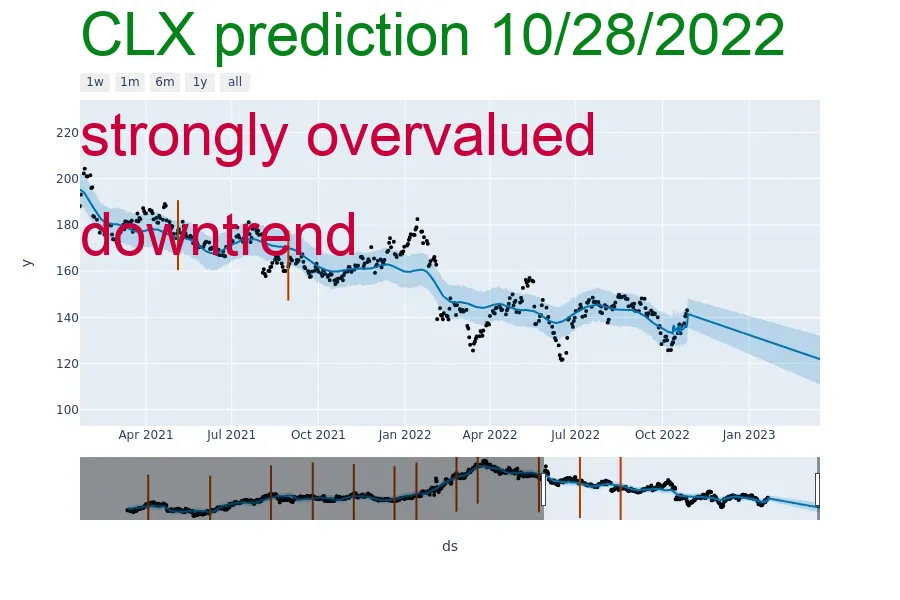 CLX prediction 10/28/2022
1w 1m 6m 1y all
strongly overvalued
downtrend
220
200
180
160
140
120
100
y
Apr 2021 Jul 2021 Oct 2021 Jan 2022 Apr 2022 Jul 2022 Oct 2022 Jan 2023
ds